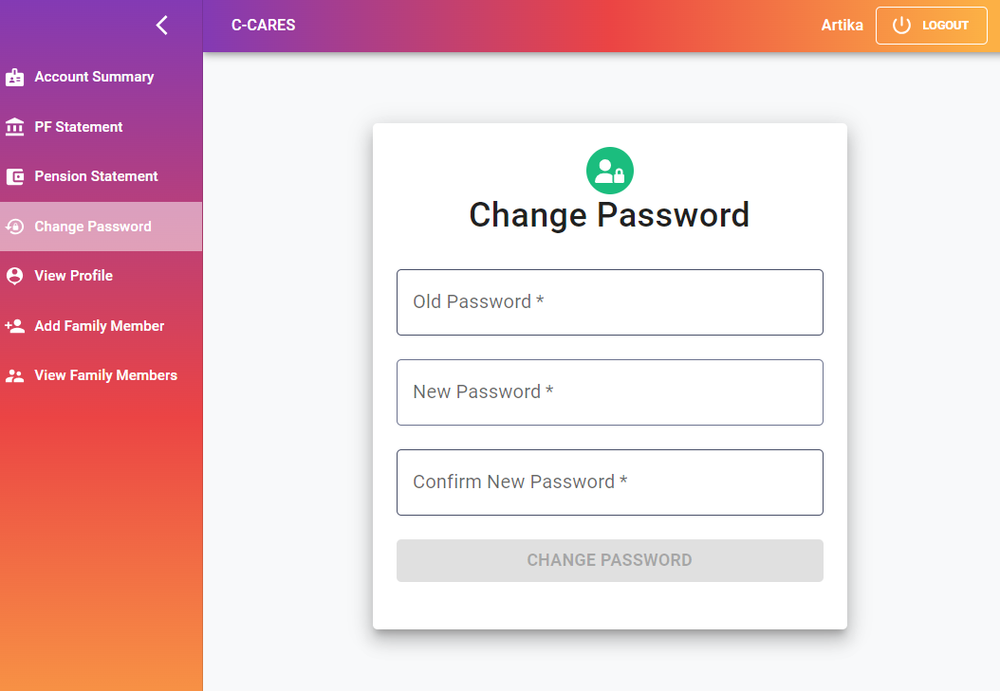 C-CARES
Artika
LOGOUT
Account Summary
PF Statement
Pension Statement
Change Password
View Profile
Add Family Member
View Family Members
Change Password
Old Password *
New Password *
Confirm New Password *
CHANGE PASSWORD